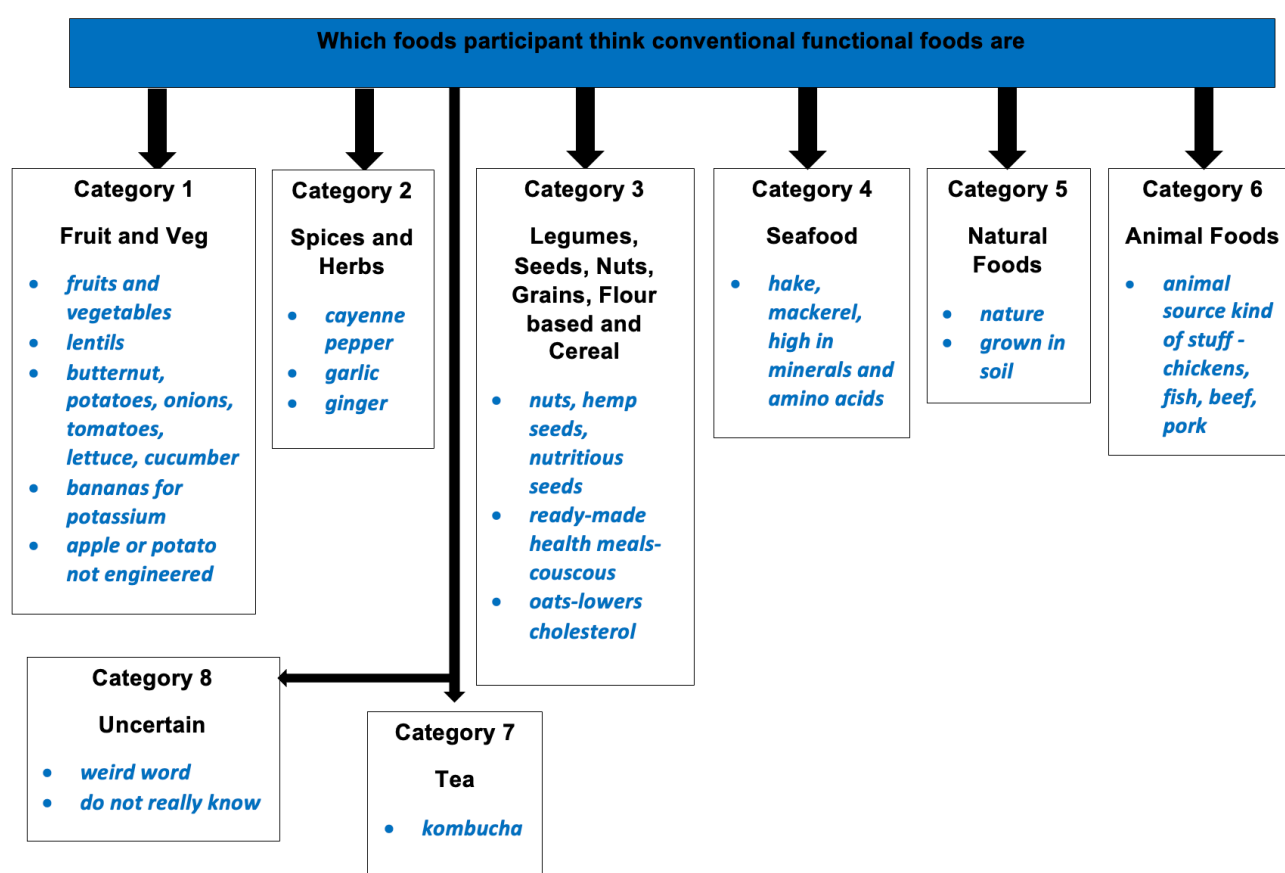 Which foods participant think conventional functional foods are
Category 1
Fruit and Veg
• fruits and
vegetables
• lentils
• butternut,
potatoes, onions,
tomatoes,
lettuce, cucumber
• bananas for
potassium
• apple or potato
not engineered
Category 2
Spices and
Herbs
• cayenne
pepper
• garlic
• ginger
Category 3
Legumes,
Seeds, Nuts,
Grains, Flour
based and
Cereal
• nuts, hemp
seeds,
nutritious
seeds
• ready-made
health meals-
couscous
• oats-lowers
cholesterol
Category 4
Seafood
• hake,
mackerel,
high in
minerals and
amino acids
Category 5
Natural
Foods
• nature
• grown in
soil
Category 6
Animal Foods
• animal
source kind
of stuff -
chickens,
fish, beef,
pork
Category 8
Uncertain
• weird word
• do not really know
Category 7
Tea
• kombucha